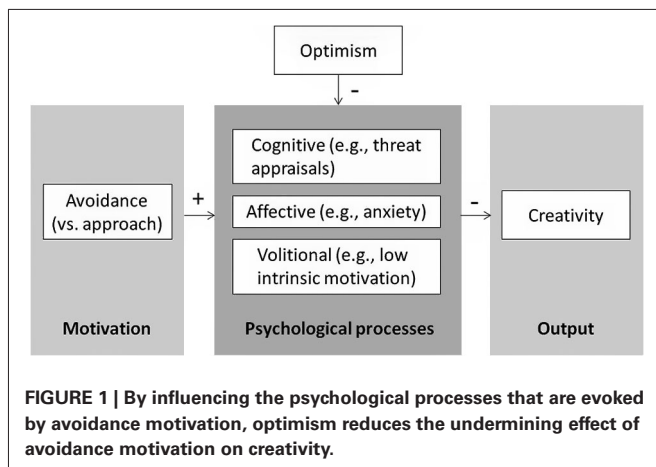 Optimism
-
Avoidance
(vs. approach)
+
Cognitive (e.g., threat
appraisals)
Affective (e.g., anxiety)
Volitional (e.g., low
intrinsic motivation)
-
Creativity
Motivation
Psychological processes
Output
FIGURE 1 | By influencing the psychological processes that are evoked
by avoidance motivation, optimism reduces the undermining effect of
avoidance motivation on creativity.